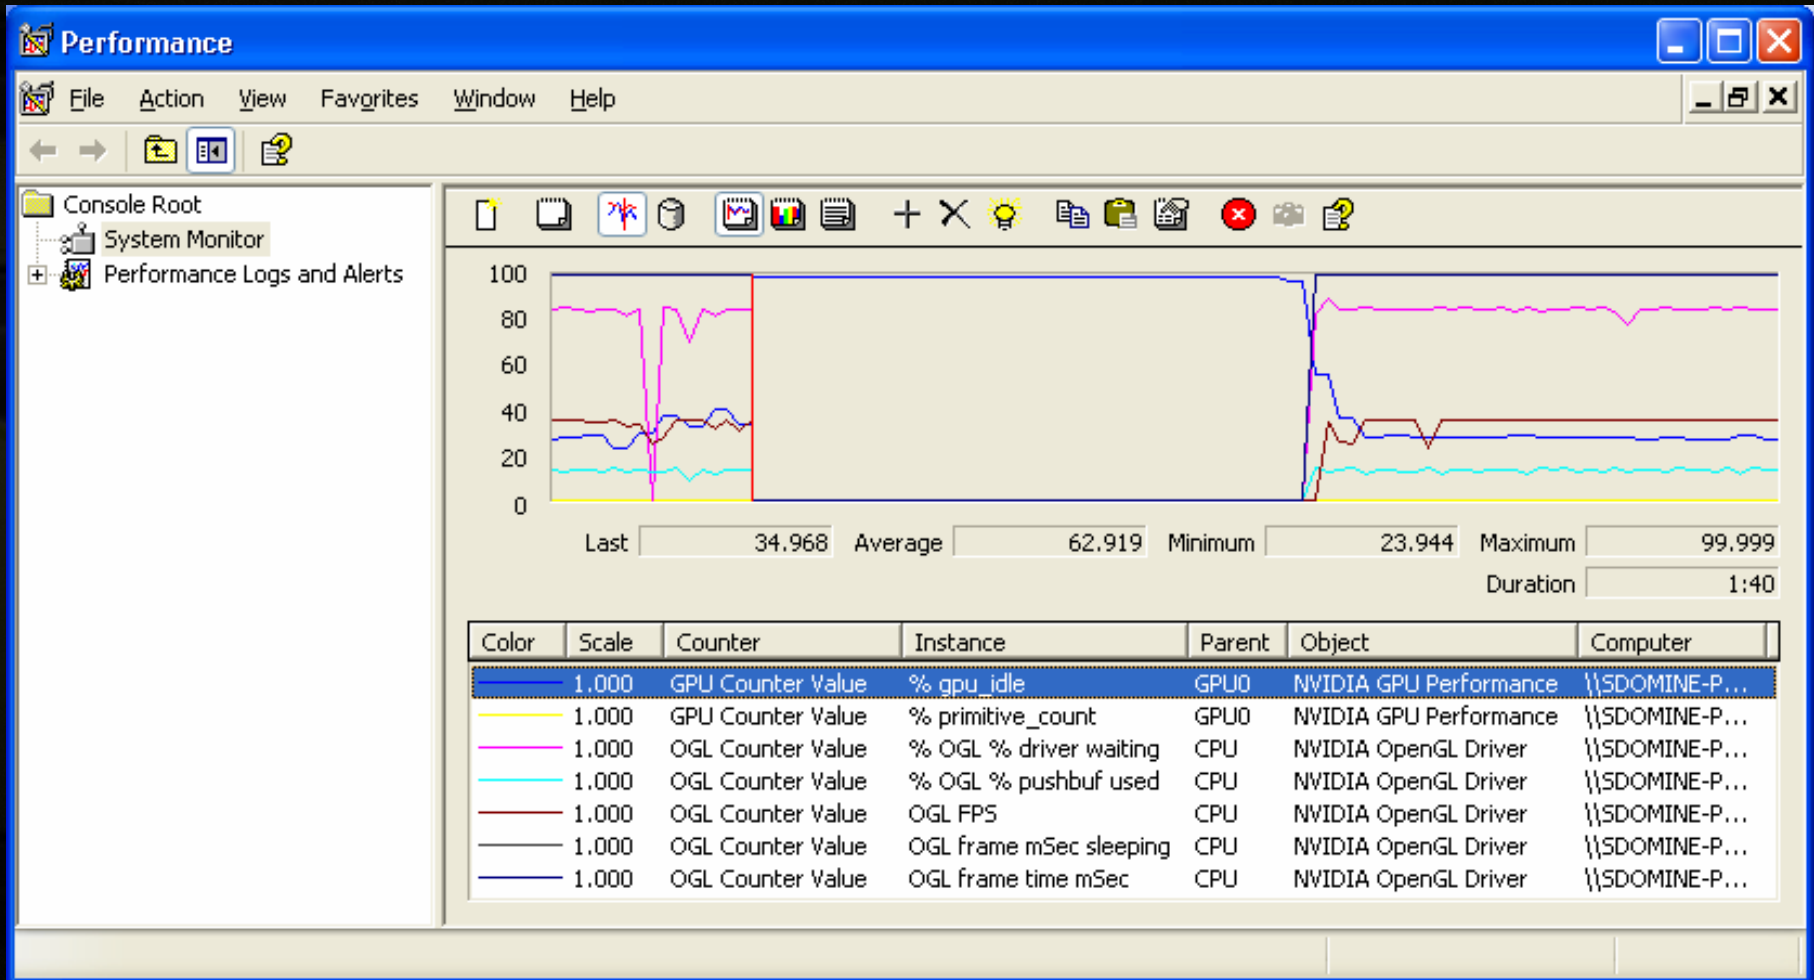 Performance
File Action View Favorites Window Help
Console Root
System Monitor
Performance Logs and Alerts
100
80
60
40
20
0
Last 34.968 Average 62.919 Minimum 23.944 Maximum 99.999
Duration 1:40
Color Scale Counter Instance Parent Object Computer
1.000 GPU Counter Value % gpu_idle GPU0 NVIDIA GPU Performance \\SDOMINE-P...
1.000 GPU Counter Value % primitive_count GPU0 NVIDIA GPU Performance \\SDOMINE-P...
1.000 OGL Counter Value % OGL % driver waiting CPU NVIDIA OpenGL Driver \\SDOMINE-P...
1.000 OGL Counter Value % OGL % pushbuf used CPU NVIDIA OpenGL Driver \\SDOMINE-P...
1.000 OGL Counter Value OGL FPS CPU NVIDIA OpenGL Driver \\SDOMINE-P...
1.000 OGL Counter Value OGL frame mSec sleeping CPU NVIDIA OpenGL Driver \\SDOMINE-P...
1.000 OGL Counter Value OGL frame time mSec CPU NVIDIA OpenGL Driver \\SDOMINE-P...